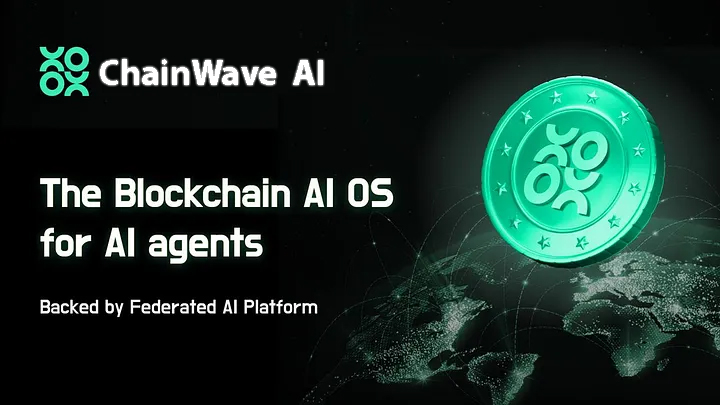 ChainWave AI
The Blockchain AI OS
for AI agents
Backed by Federated AI Platform